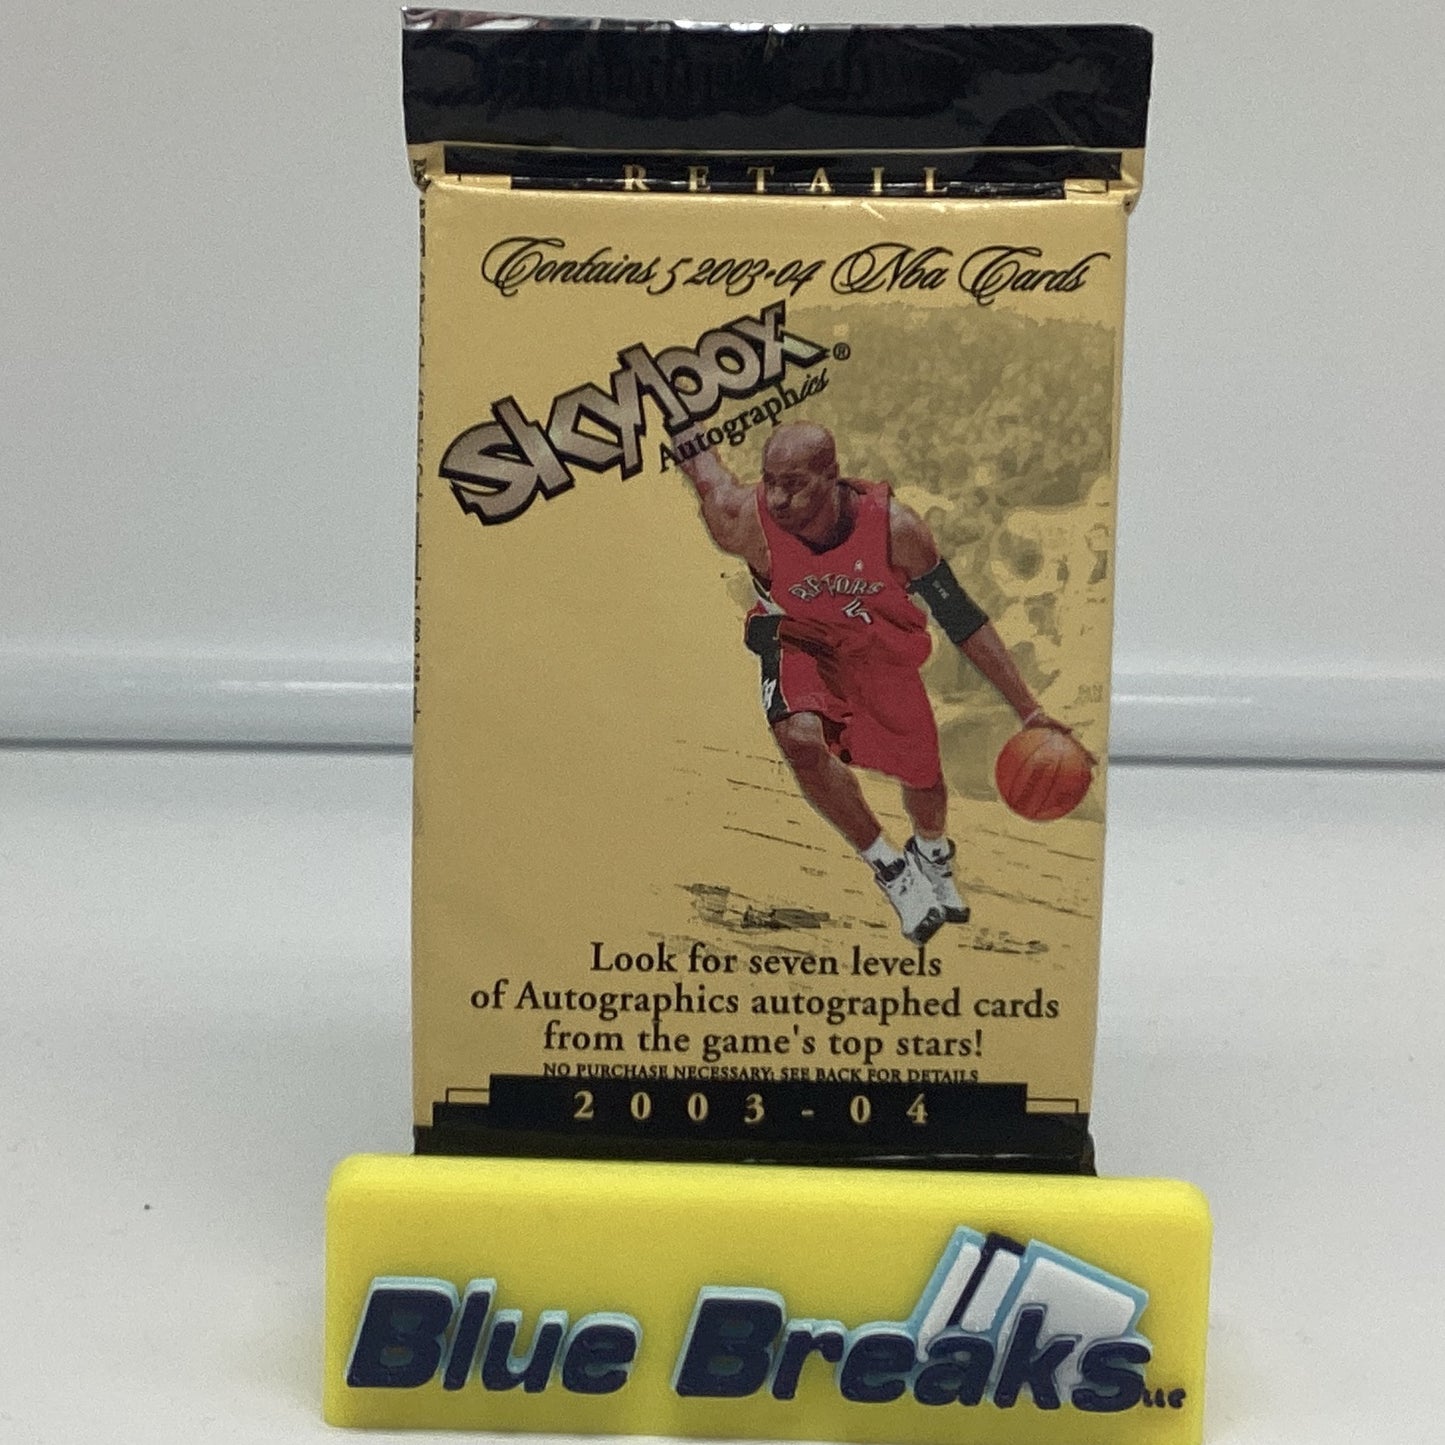 RETAIL
Contains 5 2003-04 Nba Cards
Skybox®
Autographics
RAPTORS
15
Look for seven levels
of Autographics autographed cards
from the game's top stars!
NO PURCHASE NECESSARY: SEE BACK FOR DETAILS
2003-04
Blue Breaks LLC